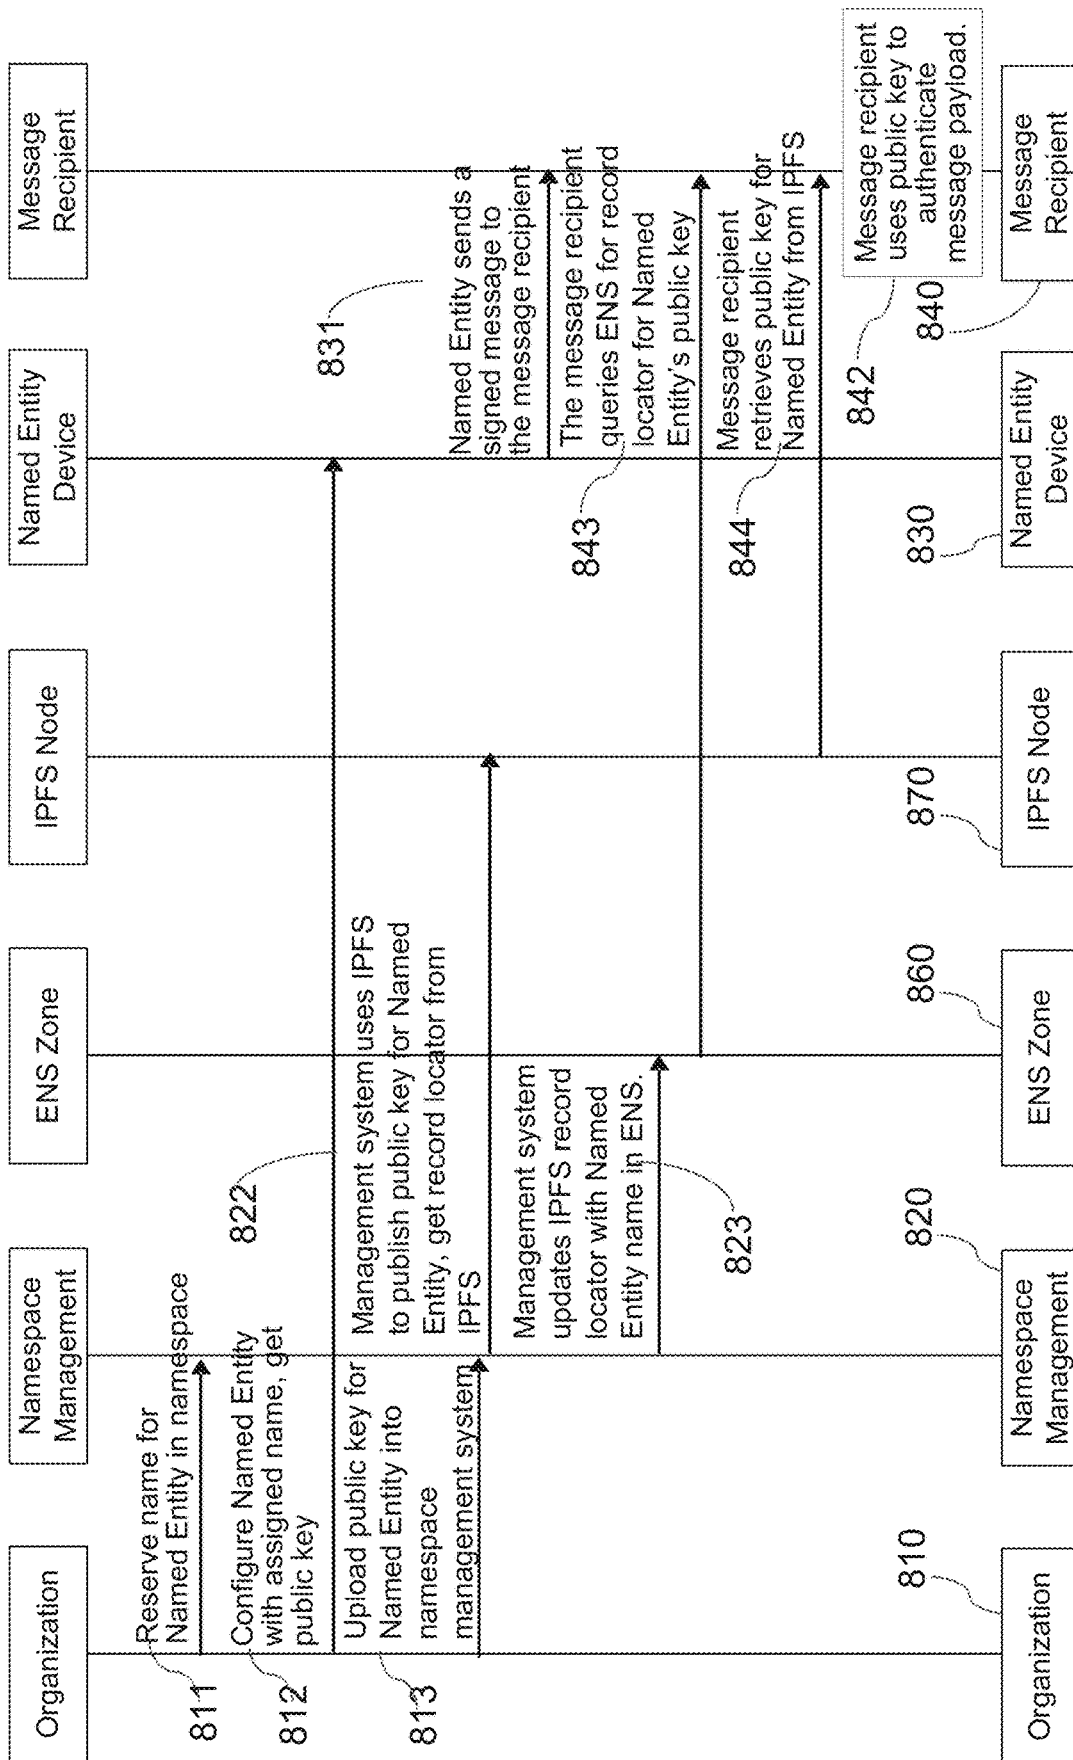 Organization
Namespace
Management
ENS Zone
IPFS Node
Named Entity
Device
Message
Recipient
Reserve name for
Named Entity in namespace
811
Configure Named Entity
with assigned name, get
public key
812
Upload public key for
Named Entity into
namespace
management system
813
822
Management system uses IPFS
to publish public key for Named
Entity, get record locator from
IPFS
Management system
updates IPFS record
locator with Named
Entity name in ENS.
823
831
Named Entity sends a
signed message to
the message recipient
The message recipient
queries ENS for record
locator for Named
Entity's public key
843
Message recipient
retrieves public key for
Named Entity from IPFS
844
Message recipient
uses public key to
authenticate
message payload.
842
810
820
860
870
830
840
Organization
Namespace
Management
ENS Zone
IPFS Node
Named Entity
Device
Message
Recipient